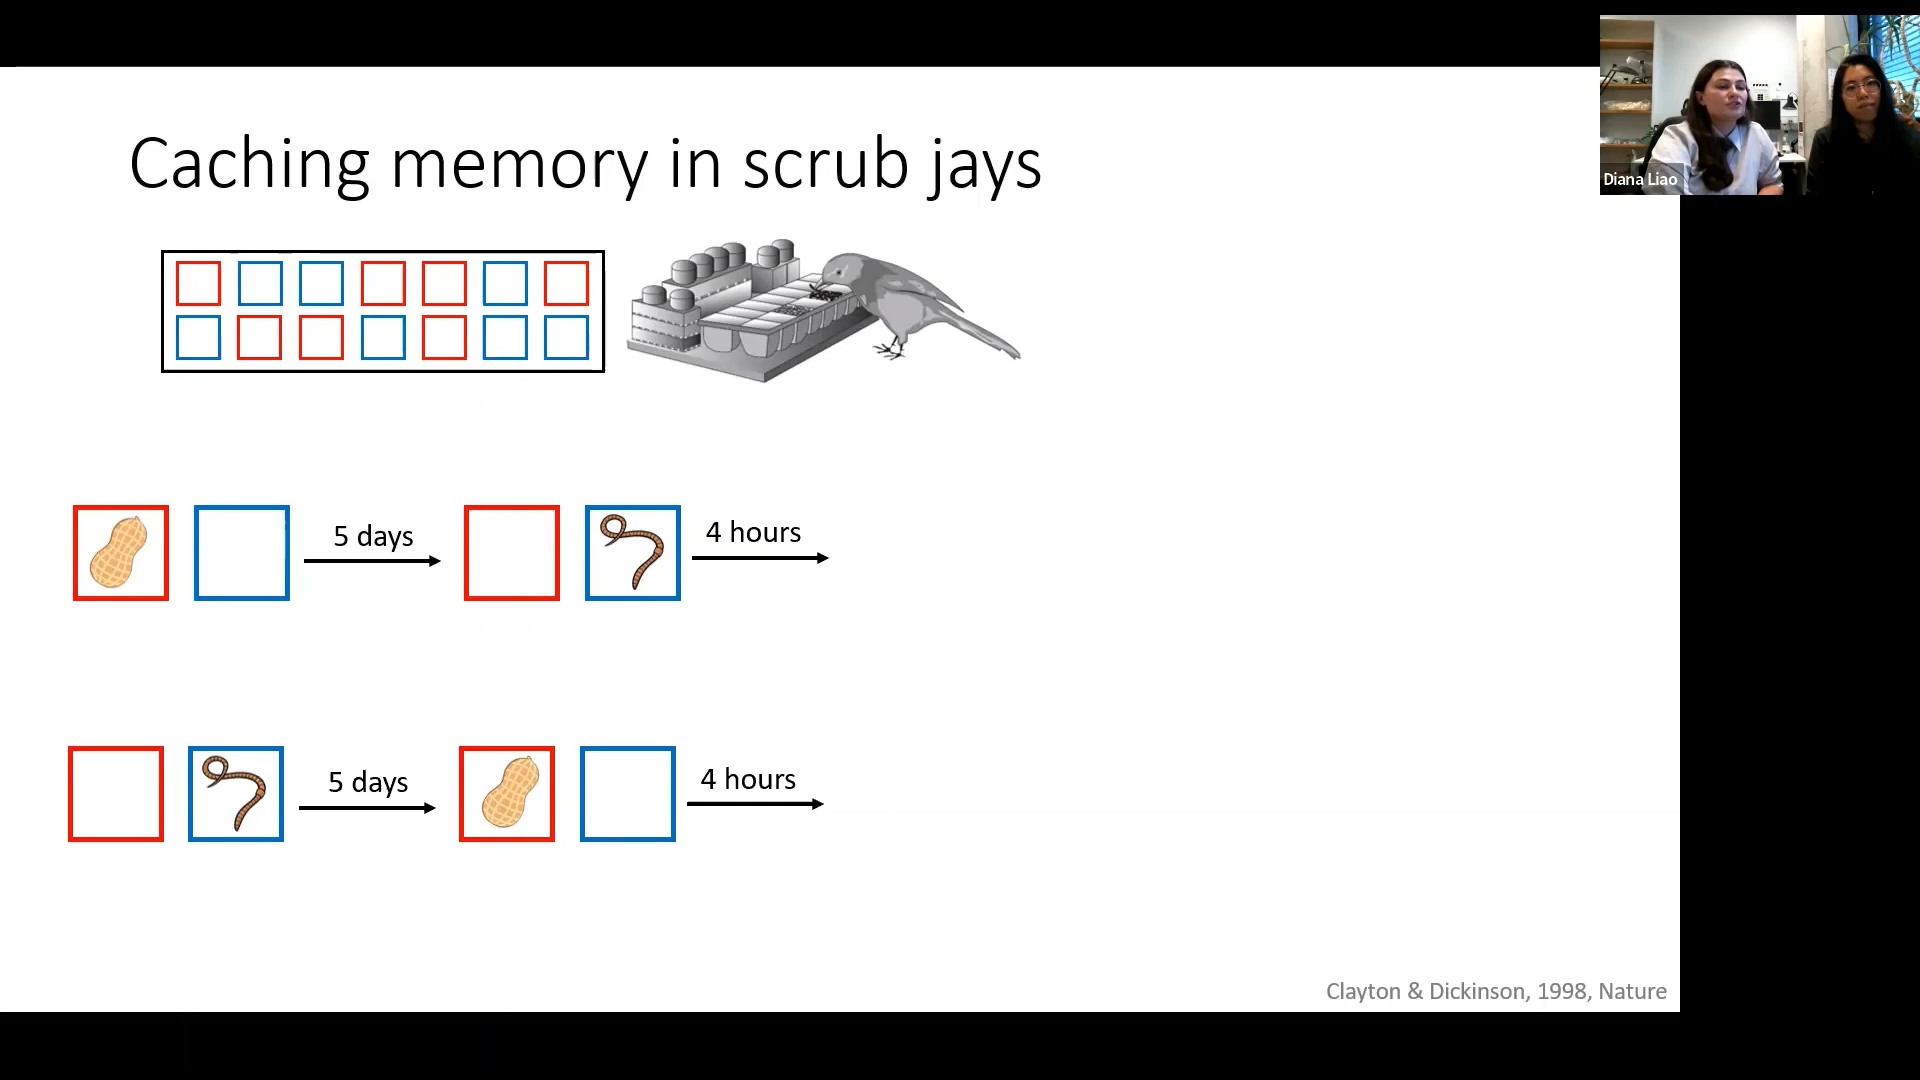 Diana Liao
Caching memory in scrub jays
5 days
4 hours
5 days
4 hours
Clayton & Dickinson, 1998, Nature